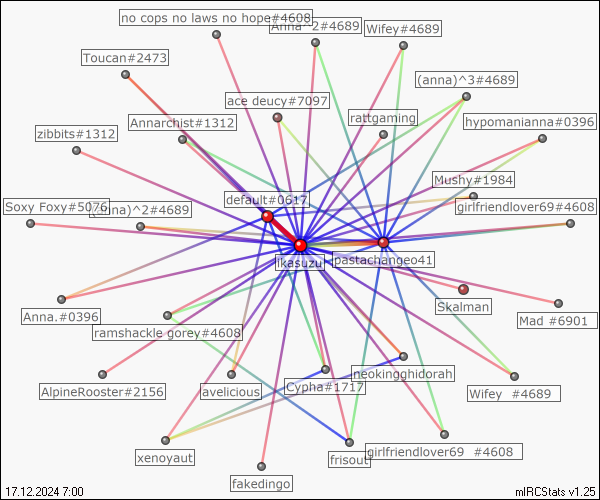 no cops no laws no hope#4608
Anna^2#4689
Wifey#4689
Toucan#2473
(anna)^3#4689
ace deucy#7097
rattgaming
hypomanianna#0396
Annarchist#1312
zibbits#1312
Mushy#1984
default#0617
Soxy Foxy#5076
)^2#4689
girlfriendlover69#4608
ikasuzu
pastachangeo41
Skalman
Mad #6901
Anna.#0396
ramshackle gorey#4608
neokingghidorah
AlpineRooster#2156
avelicious
Cypha#1717
Wifey #4689
xenoyaut
frisout
girlfriendlover69 #4608
fakedingo
17.12.2024 7:00
mIRCStats v1.25